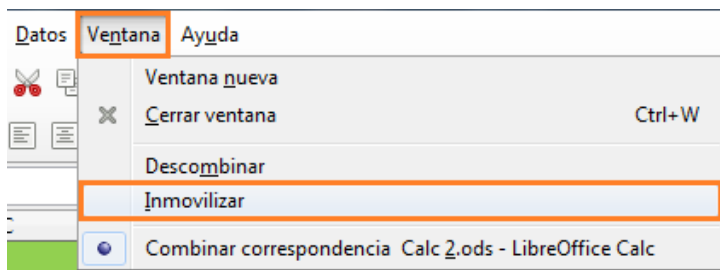 Datos Ventana Ayuda
Ventana nueva
Cerrar ventana Ctrl+W
Descombinar
Inmovilizar
Combinar correspondencia Calc 2.ods - LibreOffice Calc